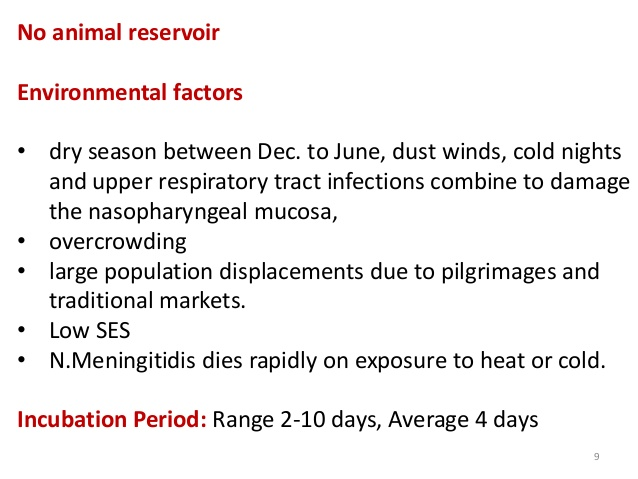 No animal reservoir
Environmental factors
• dry season between Dec. to June, dust winds, cold nights
and upper respiratory tract infections combine to damage
the nasopharyngeal mucosa,
• overcrowding
• large population displacements due to pilgrimages and
traditional markets.
• Low SES
• N.Meningitidis dies rapidly on exposure to heat or cold.
Incubation Period: Range 2-10 days, Average 4 days
9